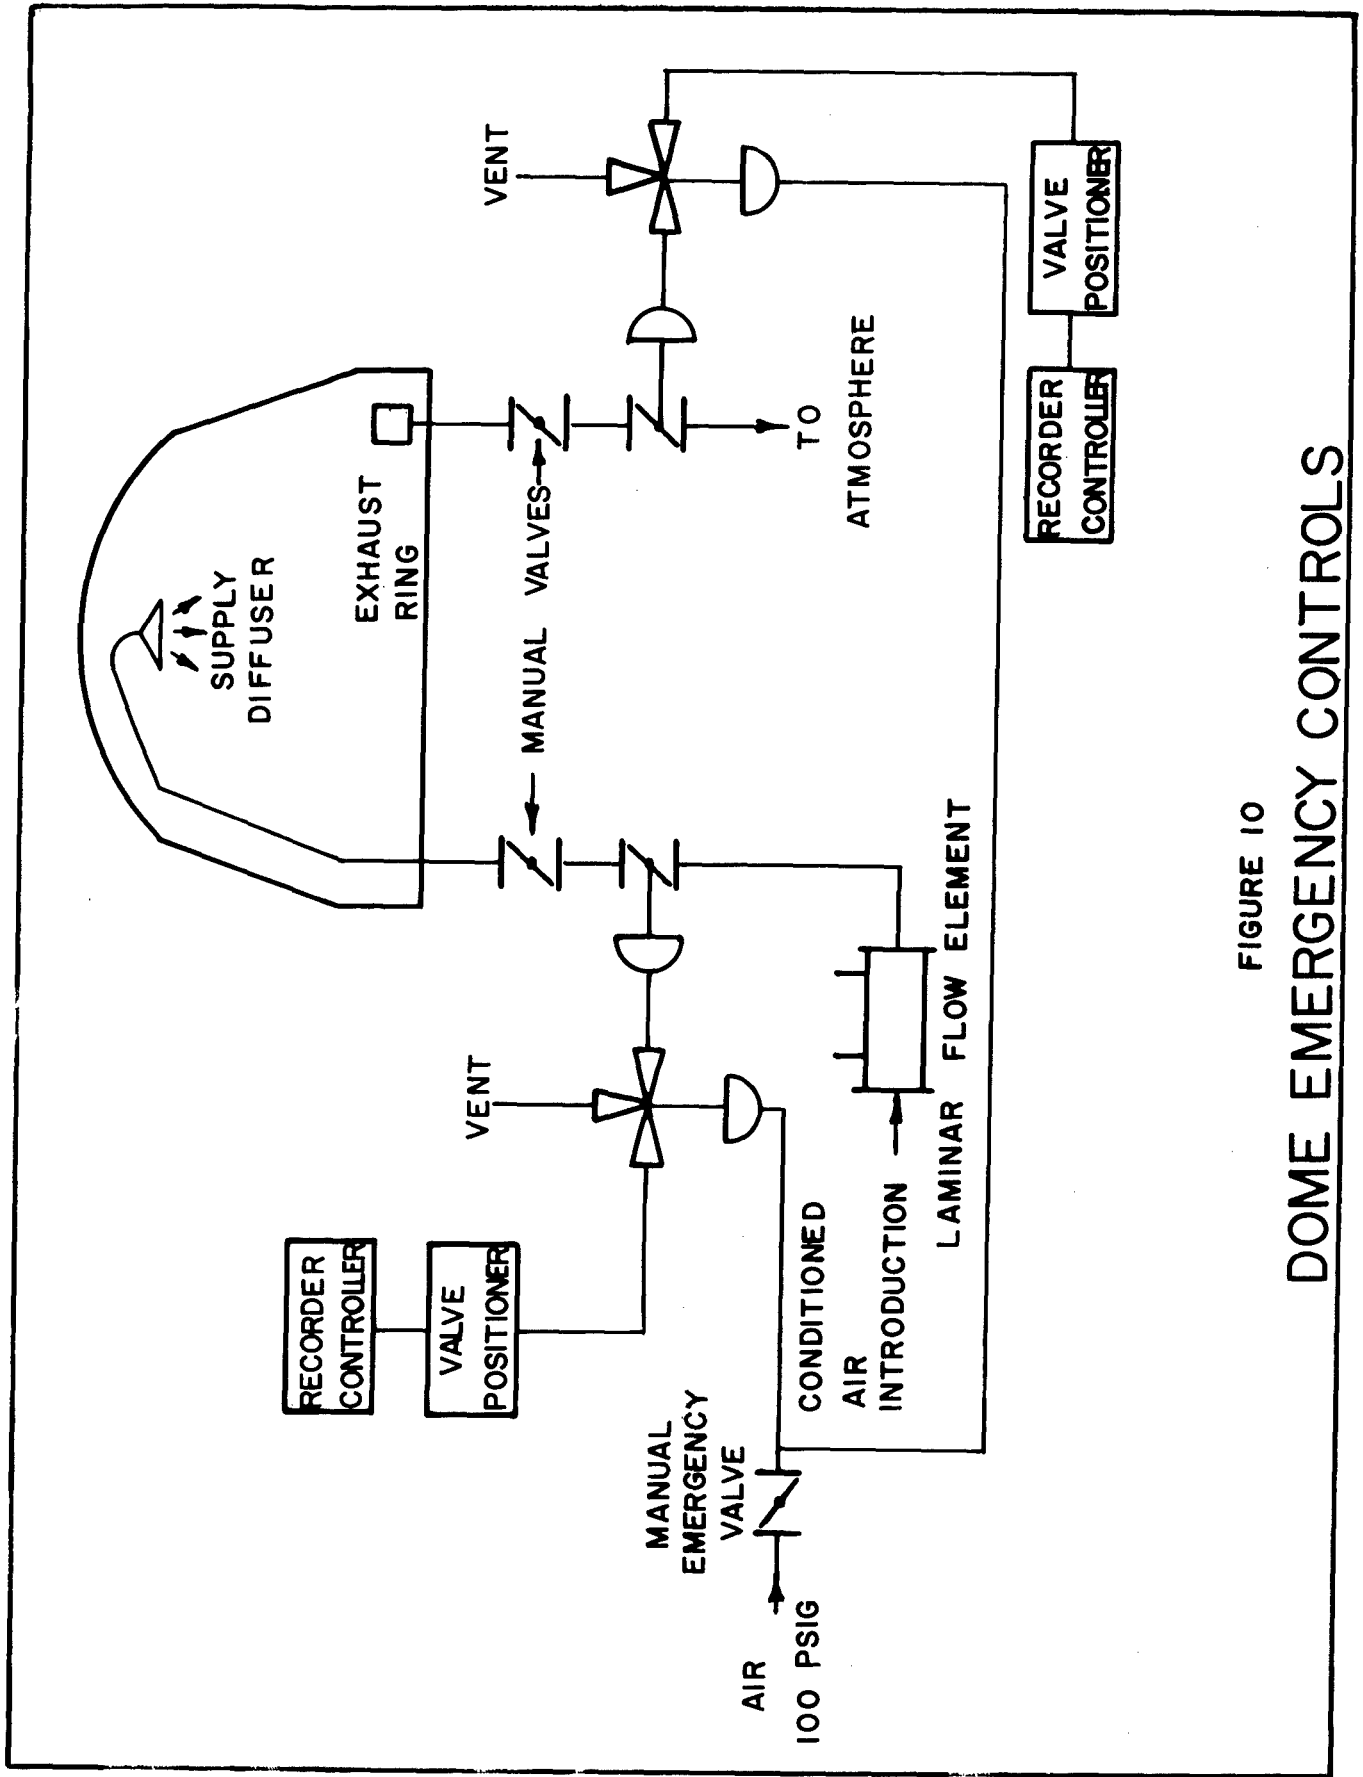 SUPPLY
DIFFUSER
EXHAUST
RING
MANUAL VALVES
VENT
VENT
RECORDER
CONTROLLER
VALVE
POSITIONER
MANUAL
EMERGENCY
VALVE
AIR
100 PSIG
CONDITIONED
AIR
INTRODUCTION
LAMINAR FLOW ELEMENT
TO
ATMOSPHERE
RECORDER
CONTROLLER
VALVE
POSITIONER
FIGURE 10
DOME EMERGENCY CONTROLS